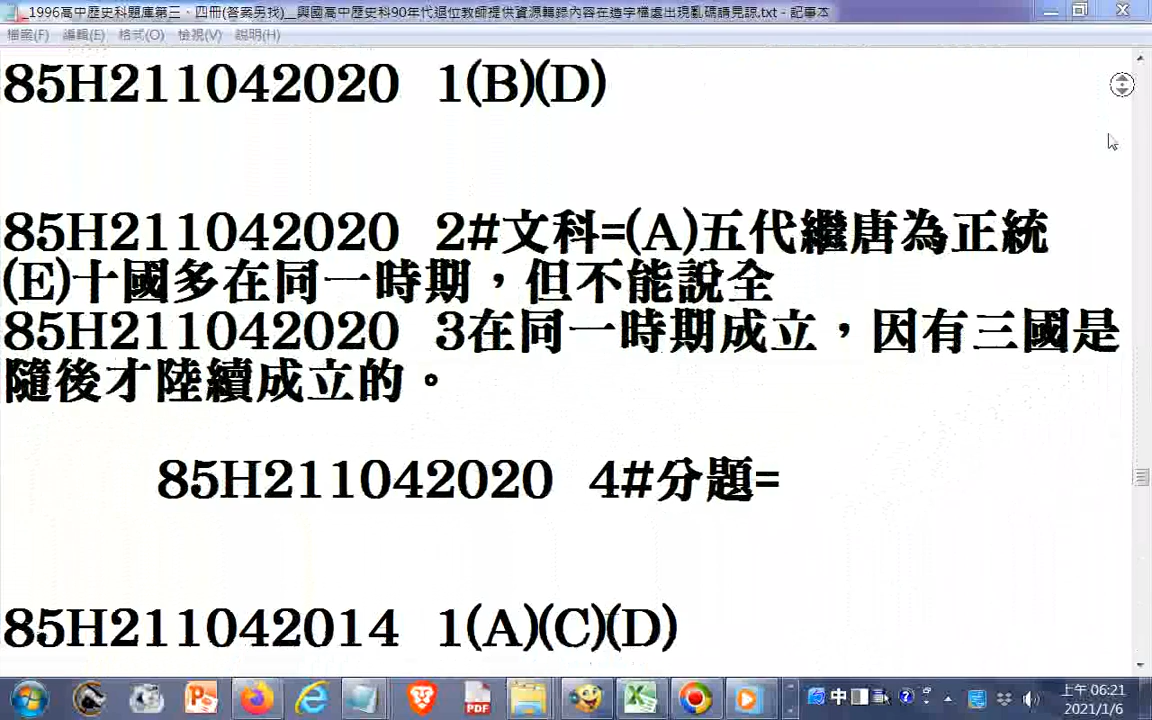 _1996高中歷史科題庫第三、四冊(答案另找)__興國高中歷史科90年代退位教師提供資源轉錄內容在造字檔處出現亂碼請見諒.txt - 記事本
檔案(F) 編輯(E) 格式(O) 檢視(V) 說明(H)
85H211042020 1(B)(D)
85H211042020 2#文科=(A)五代繼唐為正統
(E)十國多在同一時期，但不能說全
85H211042020 3在同一時期成立，因有三國是
隨後才陸續成立的。
85H211042020 4#分題=
85H211042014 1(A)(C)(D)
中
上午 06:21
2021/1/6